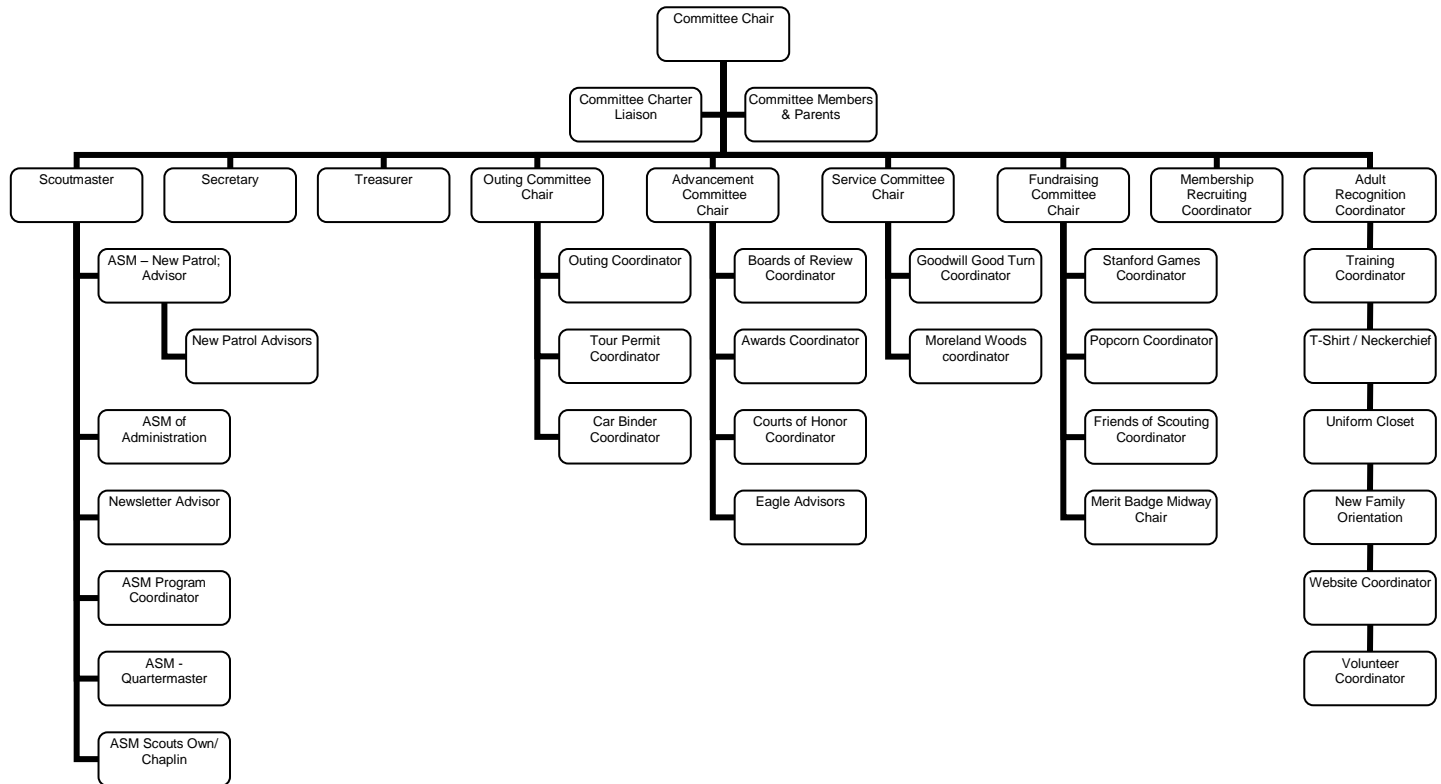 Committee Chair
Committee Charter
Liaison
Committee Members
& Parents
Scoutmaster
Secretary
Treasurer
Outing Committee
Chair
Advancement
Committee
Chair
Service Committee
Chair
Fundraising
Committee
Chair
Membership
Recruiting
Coordinator
Adult
Recognition
Coordinator
ASM – New Patrol;
Advisor
New Patrol Advisors
ASM of
Administration
Newsletter Advisor
ASM Program
Coordinator
ASM -
Quartermaster
ASM Scouts Own/
Chaplin
Outing Coordinator
Tour Permit
Coordinator
Car Binder
Coordinator
Boards of Review
Coordinator
Awards Coordinator
Courts of Honor
Coordinator
Eagle Advisors
Goodwill Good Turn
Coordinator
Moreland Woods
coordinator
Stanford Games
Coordinator
Popcorn Coordinator
Friends of Scouting
Coordinator
Merit Badge Midway
Chair
Training
Coordinator
T-Shirt / Neckerchief
Uniform Closet
New Family
Orientation
Website Coordinator
Volunteer
Coordinator